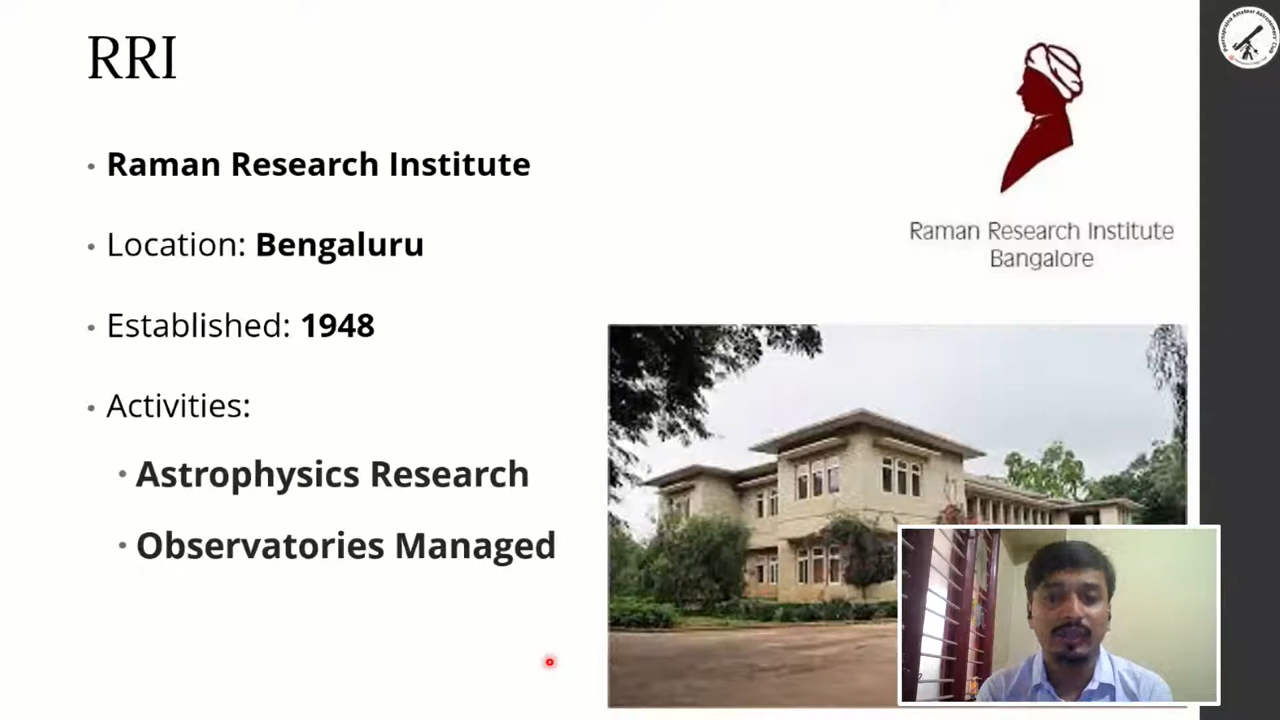 RRI
• Raman Research Institute
• Location: Bengaluru
• Established: 1948
• Activities:
• Astrophysics Research
• Observatories Managed
Raman Research Institute
Bangalore